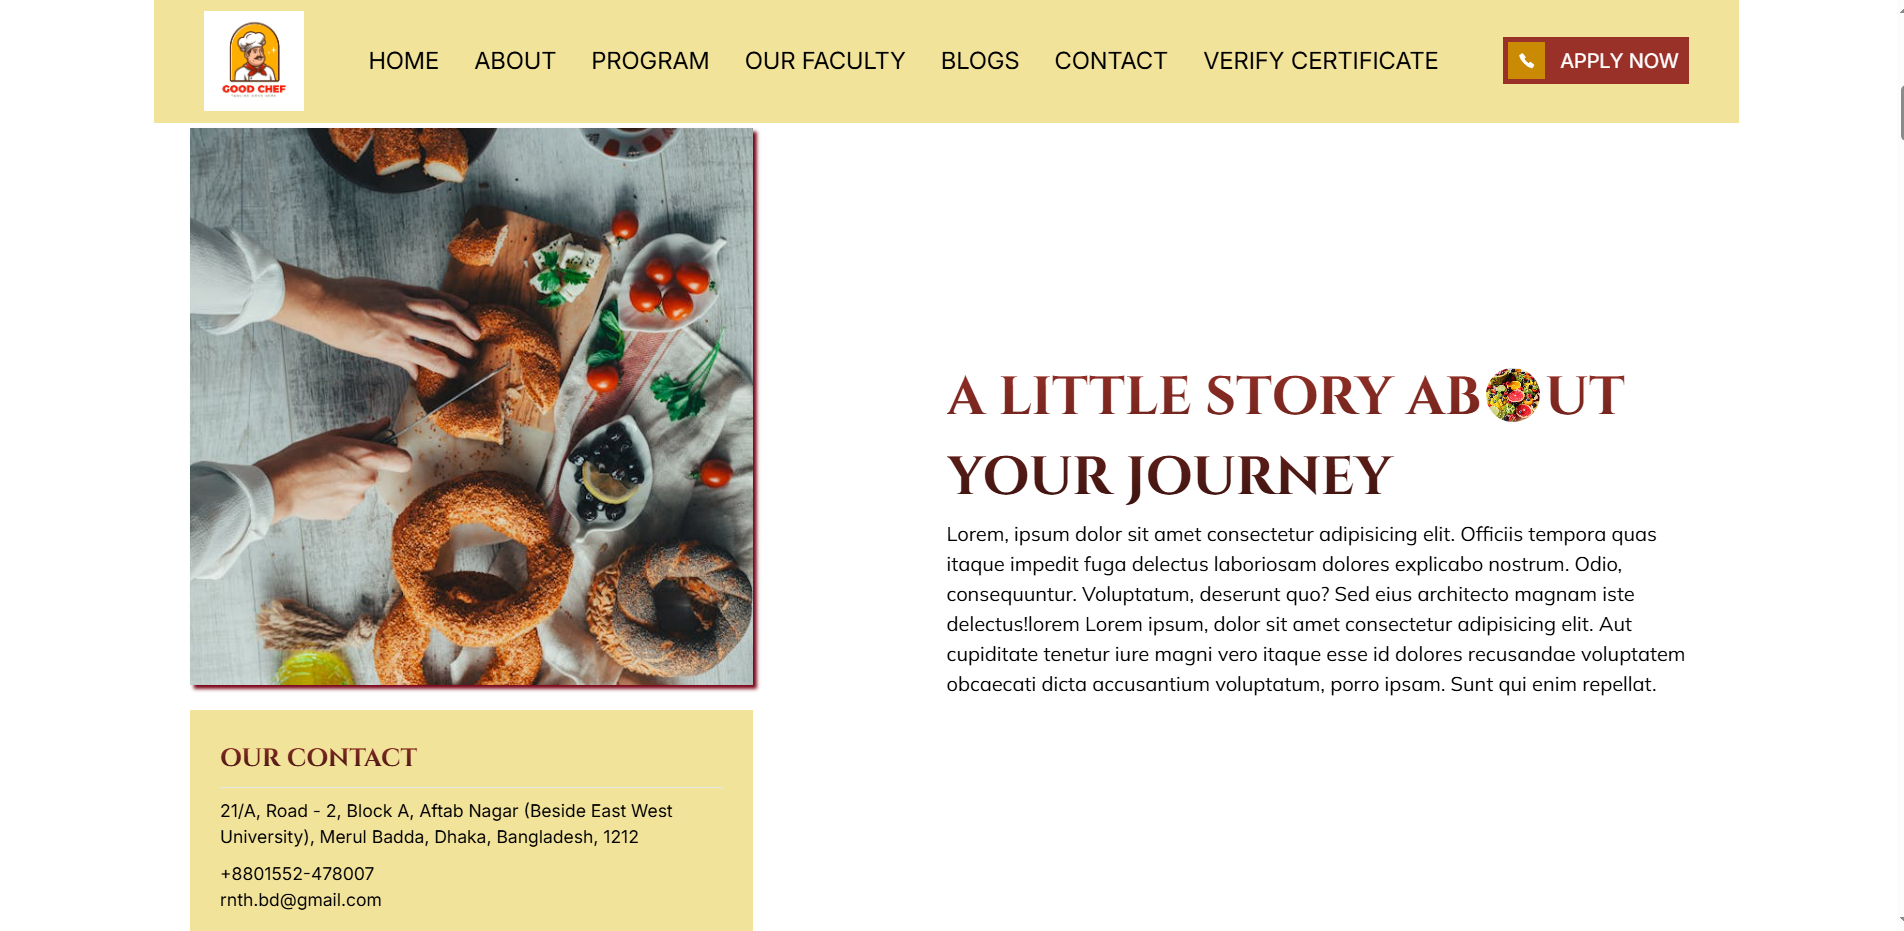 GOOD CHEF
HOME ABOUT PROGRAM OUR FACULTY BLOGS CONTACT VERIFY CERTIFICATE APPLY NOW
A LITTLE STORY AB UT
YOUR JOURNEY
Lorem, ipsum dolor sit amet consectetur adipisicing elit. Officiis tempora quas
itaque impedit fuga delectus laboriosam dolores explicabo nostrum. Odio,
consequuntur. Voluptatum, deserunt quo? Sed eius architecto magnam iste
delectus!lorem Lorem ipsum, dolor sit amet consectetur adipisicing elit. Aut
cupiditate tenetur iure magni vero itaque esse id dolores recusandae voluptatem
obcaecati dicta accusantium voluptatum, porro ipsam. Sunt qui enim repellat.
OUR CONTACT
21/A, Road - 2, Block A, Aftab Nagar (Beside East West
University), Merul Badda, Dhaka, Bangladesh, 1212
+8801552-478007
rnth.bd@gmail.com